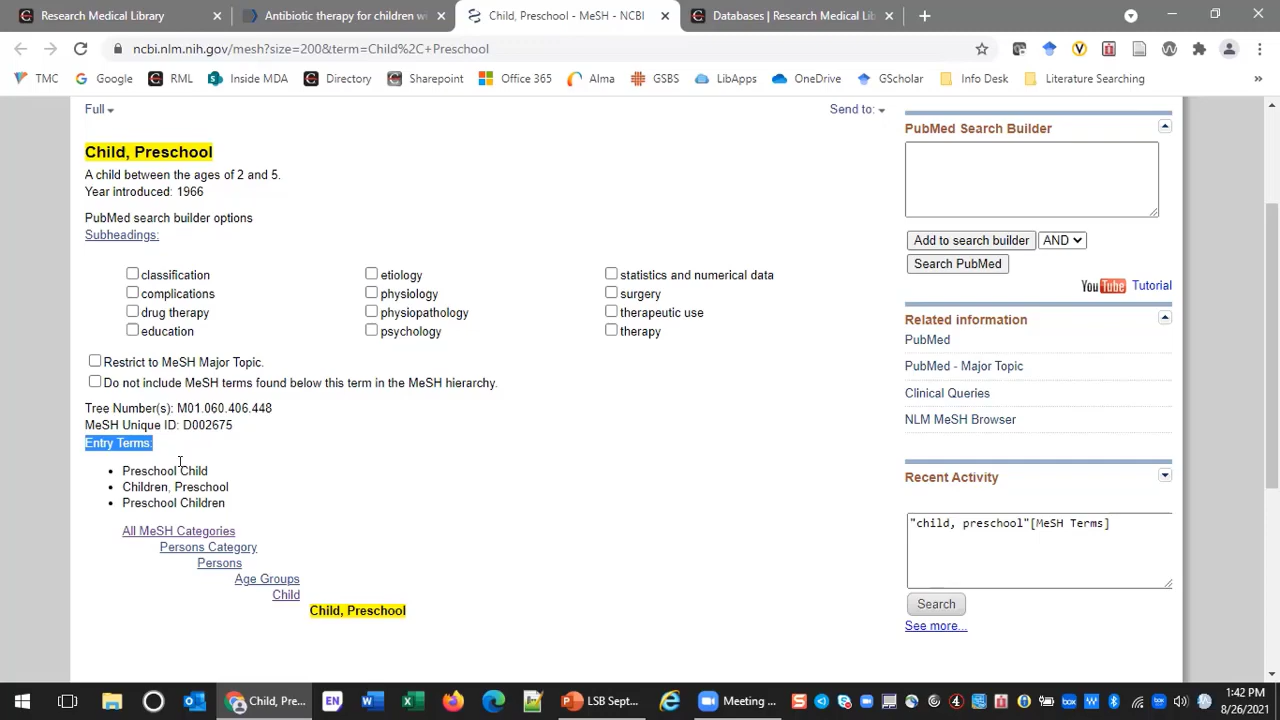 Research Medical Library
Antibiotic therapy for children w
Child, Preschool - MeSH - NCBI
Databases | Research Medical Lib
ncbi.nlm.nih.gov/mesh?size=200&term=Child%2C+Preschool
TMC
Google
RML
Inside MDA
Directory
Sharepoint
Office 365
Alma
GSBS
LibApps
OneDrive
GScholar
Info Desk
Literature Searching
Full
Send to:
Child, Preschool
A child between the ages of 2 and 5.
Year introduced: 1966
PubMed search builder options
Subheadings:
classification
etiology
statistics and numerical data
complications
physiology
surgery
drug therapy
physiopathology
therapeutic use
education
psychology
therapy
Restrict to MeSH Major Topic.
Do not include MeSH terms found below this term in the MeSH hierarchy.
Tree Number(s): M01.060.406.448
MeSH Unique ID: D002675
Entry Terms:
Preschool Child
Children, Preschool
Preschool Children
All MeSH Categories
Persons Category
Persons
Age Groups
Child
Child, Preschool
PubMed Search Builder
Add to search builder
AND
Search PubMed
YouTube Tutorial
Related information
PubMed
PubMed - Major Topic
Clinical Queries
NLM MeSH Browser
Recent Activity
"child, preschool"[MeSH Terms]
Search
See more...
Child, Pre...
EN
LSB Sept...
Meeting ...
1:42 PM
8/26/2021